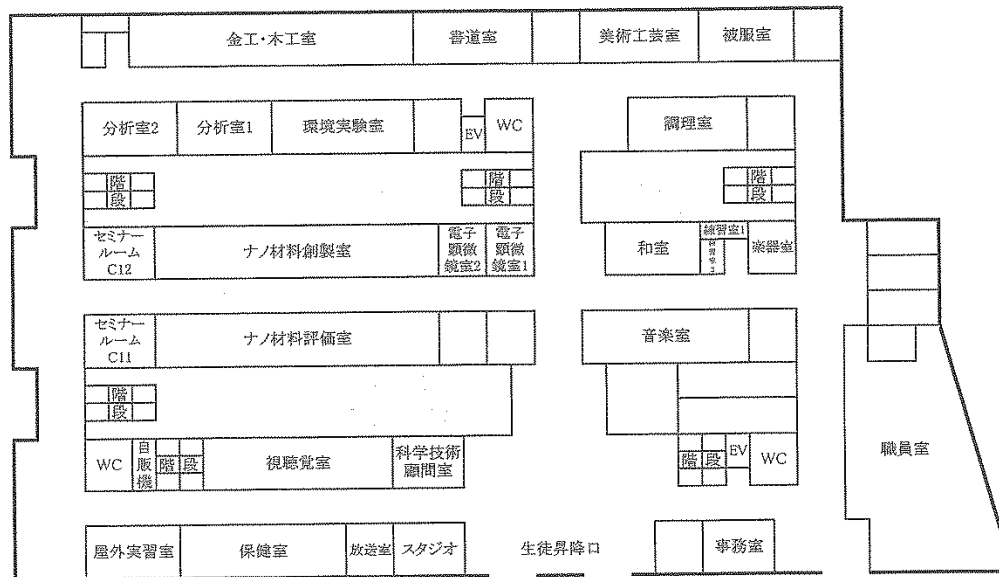 金工・木工室
書道室
美術工芸室
被服室
分析室2
分析室1
環境実験室
EV
WC
調理室
階
段
階
段
階
段
セミナー
ルーム
C12
ナノ材料創製室
電子
顕微
鏡室2
電子
顕微
鏡室1
和室
練習室1
楽器室
セミナー
ルーム
C11
ナノ材料評価室
音楽室
階
段
WC
自
販
機
階段
視聴覚室
科学技術
顧問室
階段
EV
WC
職員室
屋外実習室
保健室
放送室
スタジオ
生徒昇降口
事務室